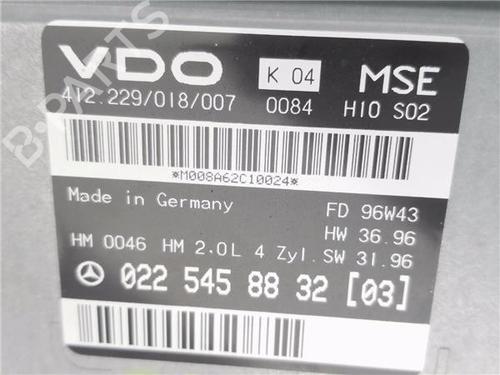 VDO K 04 MSE
412.229/018/007 0084 H10 S02
*M008A62C10024*
Made in Germany FD 96W43
HW 36.96
HM 0046 HM 2.0L 4 Zyl. SW 31.96
022 545 88 32 [03]
B-PARTS